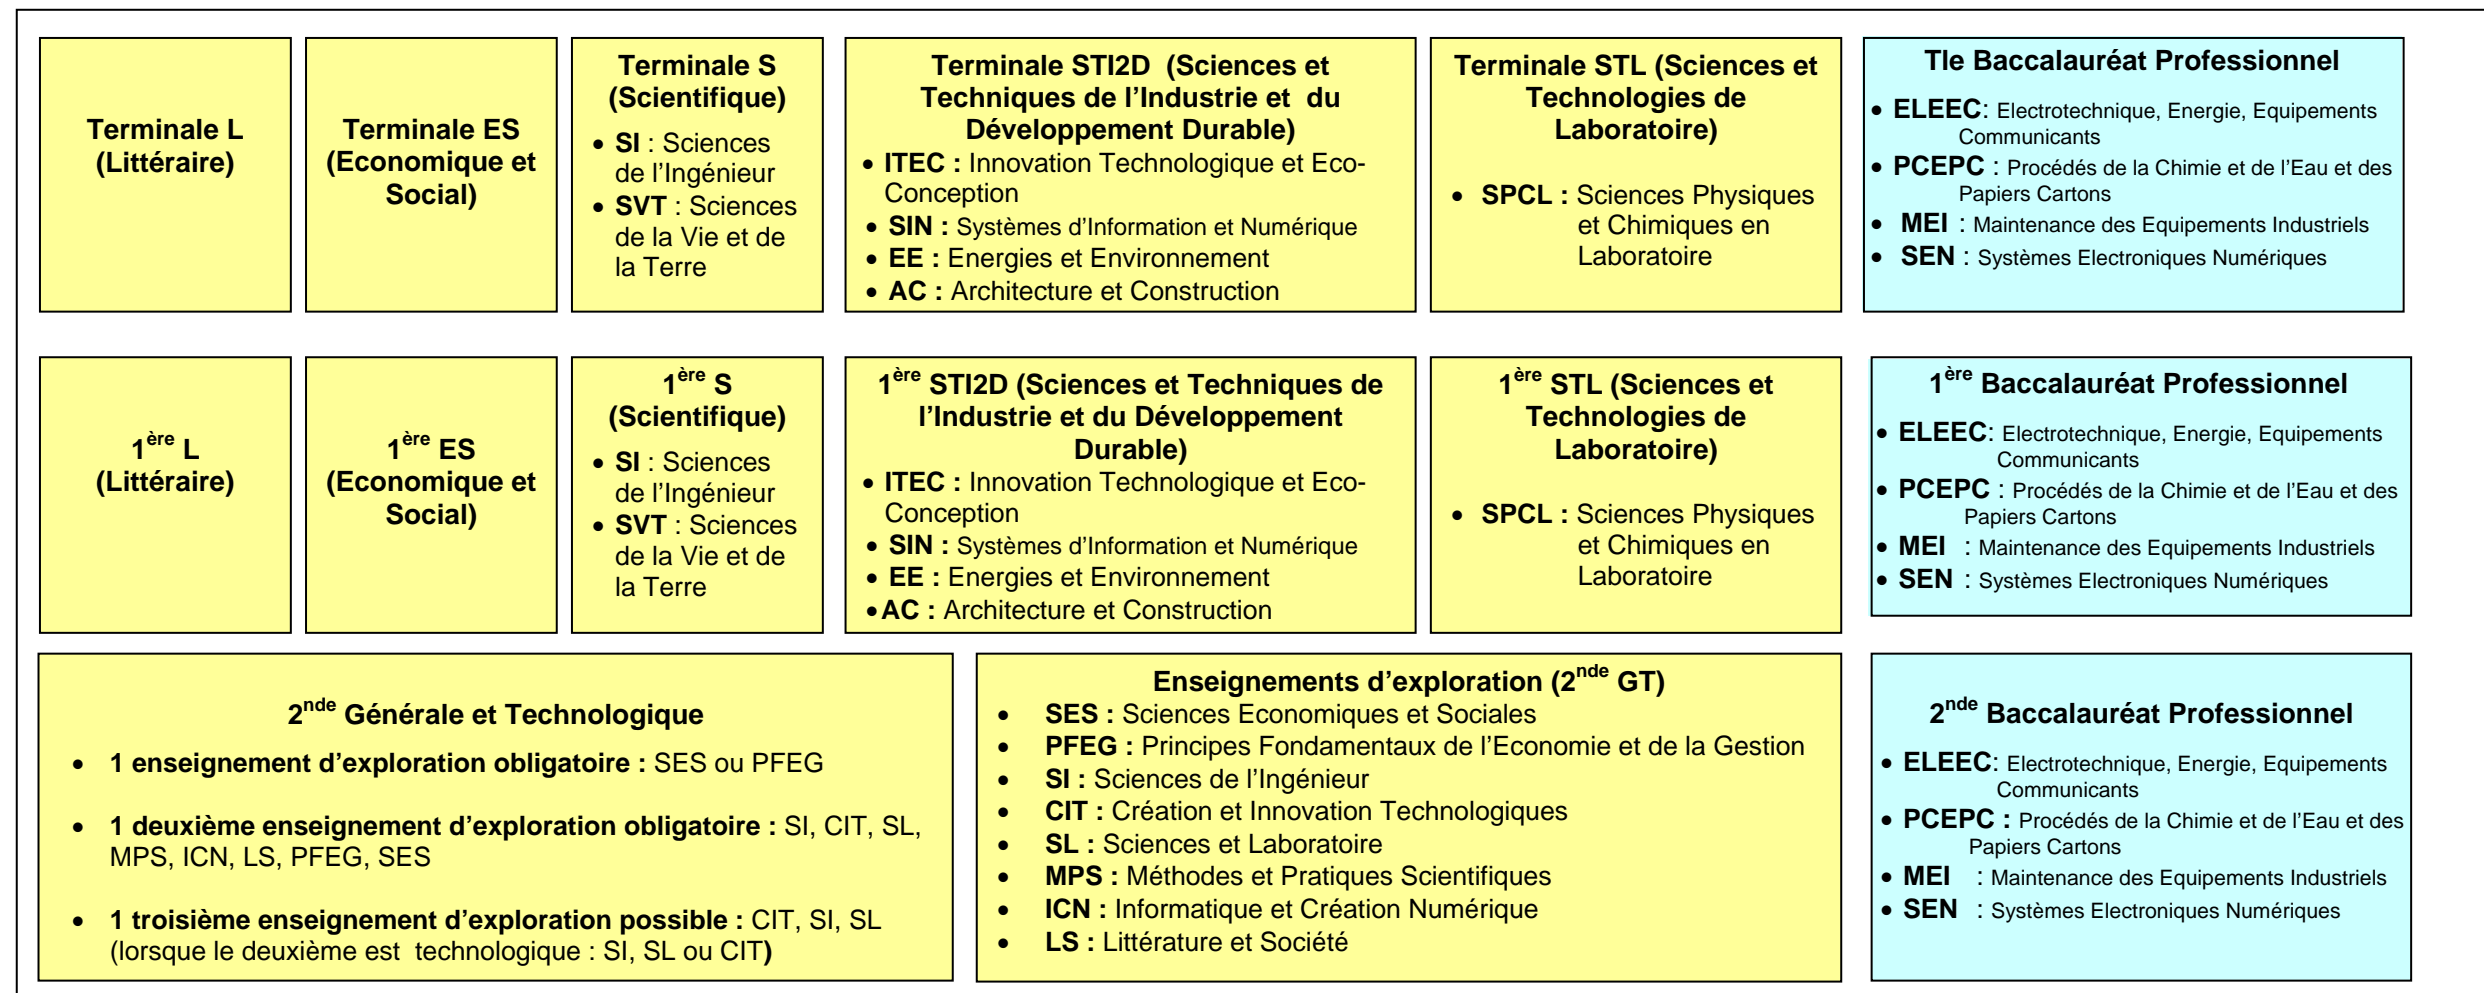 Terminale L
(Littéraire)
Terminale ES
(Economique et
Social)
Terminale S
(Scientifique)
• SI : Sciences
de l’Ingénieur
• SVT : Sciences
de la Vie et de
la Terre
Terminale STI2D (Sciences et
Techniques de l’Industrie et du
Développement Durable)
• ITEC : Innovation Technologique et Eco-
Conception
• SIN : Systèmes d’Information et Numérique
• EE : Energies et Environnement
• AC : Architecture et Construction
Terminale STL (Sciences et
Technologies de
Laboratoire)
• SPCL : Sciences Physiques
et Chimiques en
Laboratoire
Tle Baccalauréat Professionnel
• ELEEC: Electrotechnique, Energie, Equipements
Communicants
• PCEPC : Procédés de la Chimie et de l’Eau et des
Papiers Cartons
• MEI : Maintenance des Equipements Industriels
• SEN : Systèmes Electroniques Numériques
1ère L
(Littéraire)
1ère ES
(Economique et
Social)
1ère S
(Scientifique)
• SI : Sciences
de l’Ingénieur
• SVT : Sciences
de la Vie et de
la Terre
1ère STI2D (Sciences et Techniques de
l’Industrie et du Développement
Durable)
• ITEC : Innovation Technologique et Eco-
Conception
• SIN : Systèmes d’Information et Numérique
• EE : Energies et Environnement
• AC : Architecture et Construction
1ère STL (Sciences et
Technologies de
Laboratoire)
• SPCL : Sciences Physiques
et Chimiques en
Laboratoire
1ère Baccalauréat Professionnel
• ELEEC: Electrotechnique, Energie, Equipements
Communicants
• PCEPC : Procédés de la Chimie et de l’Eau et des
Papiers Cartons
• MEI : Maintenance des Equipements Industriels
• SEN : Systèmes Electroniques Numériques
2nde Générale et Technologique
• 1 enseignement d’exploration obligatoire : SES ou PFEG
• 1 deuxième enseignement d’exploration obligatoire : SI, CIT, SL,
MPS, ICN, LS, PFEG, SES
• 1 troisième enseignement d’exploration possible : CIT, SI, SL
(lorsque le deuxième est technologique : SI, SL ou CIT)
Enseignements d’exploration (2nde GT)
• SES : Sciences Economiques et Sociales
• PFEG : Principes Fondamentaux de l’Economie et de la Gestion
• SI : Sciences de l’Ingénieur
• CIT : Création et Innovation Technologiques
• SL : Sciences et Laboratoire
• MPS : Méthodes et Pratiques Scientifiques
• ICN : Informatique et Création Numérique
• LS : Littérature et Société
2nde Baccalauréat Professionnel
• ELEEC: Electrotechnique, Energie, Equipements
Communicants
• PCEPC : Procédés de la Chimie et de l’Eau et des
Papiers Cartons
• MEI : Maintenance des Equipements Industriels
• SEN : Systèmes Electroniques Numériques